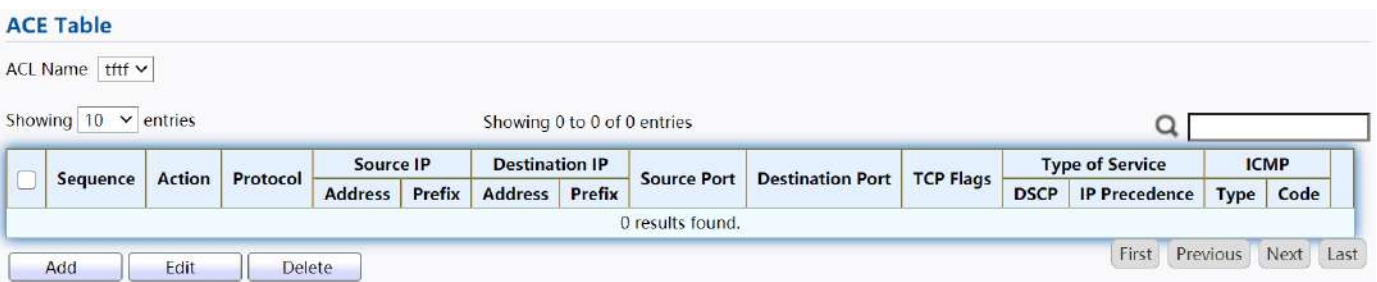 ACE Table
ACL Name tftf
Showing 10 entries Showing 0 to 0 of 0 entries
Sequence Action Protocol Source IP Destination IP Source Port Destination Port TCP Flags Type of Service ICMP
Address Prefix Address Prefix DSCP IP Precedence Type Code
0 results found.
Add Edit Delete First Previous Next Last